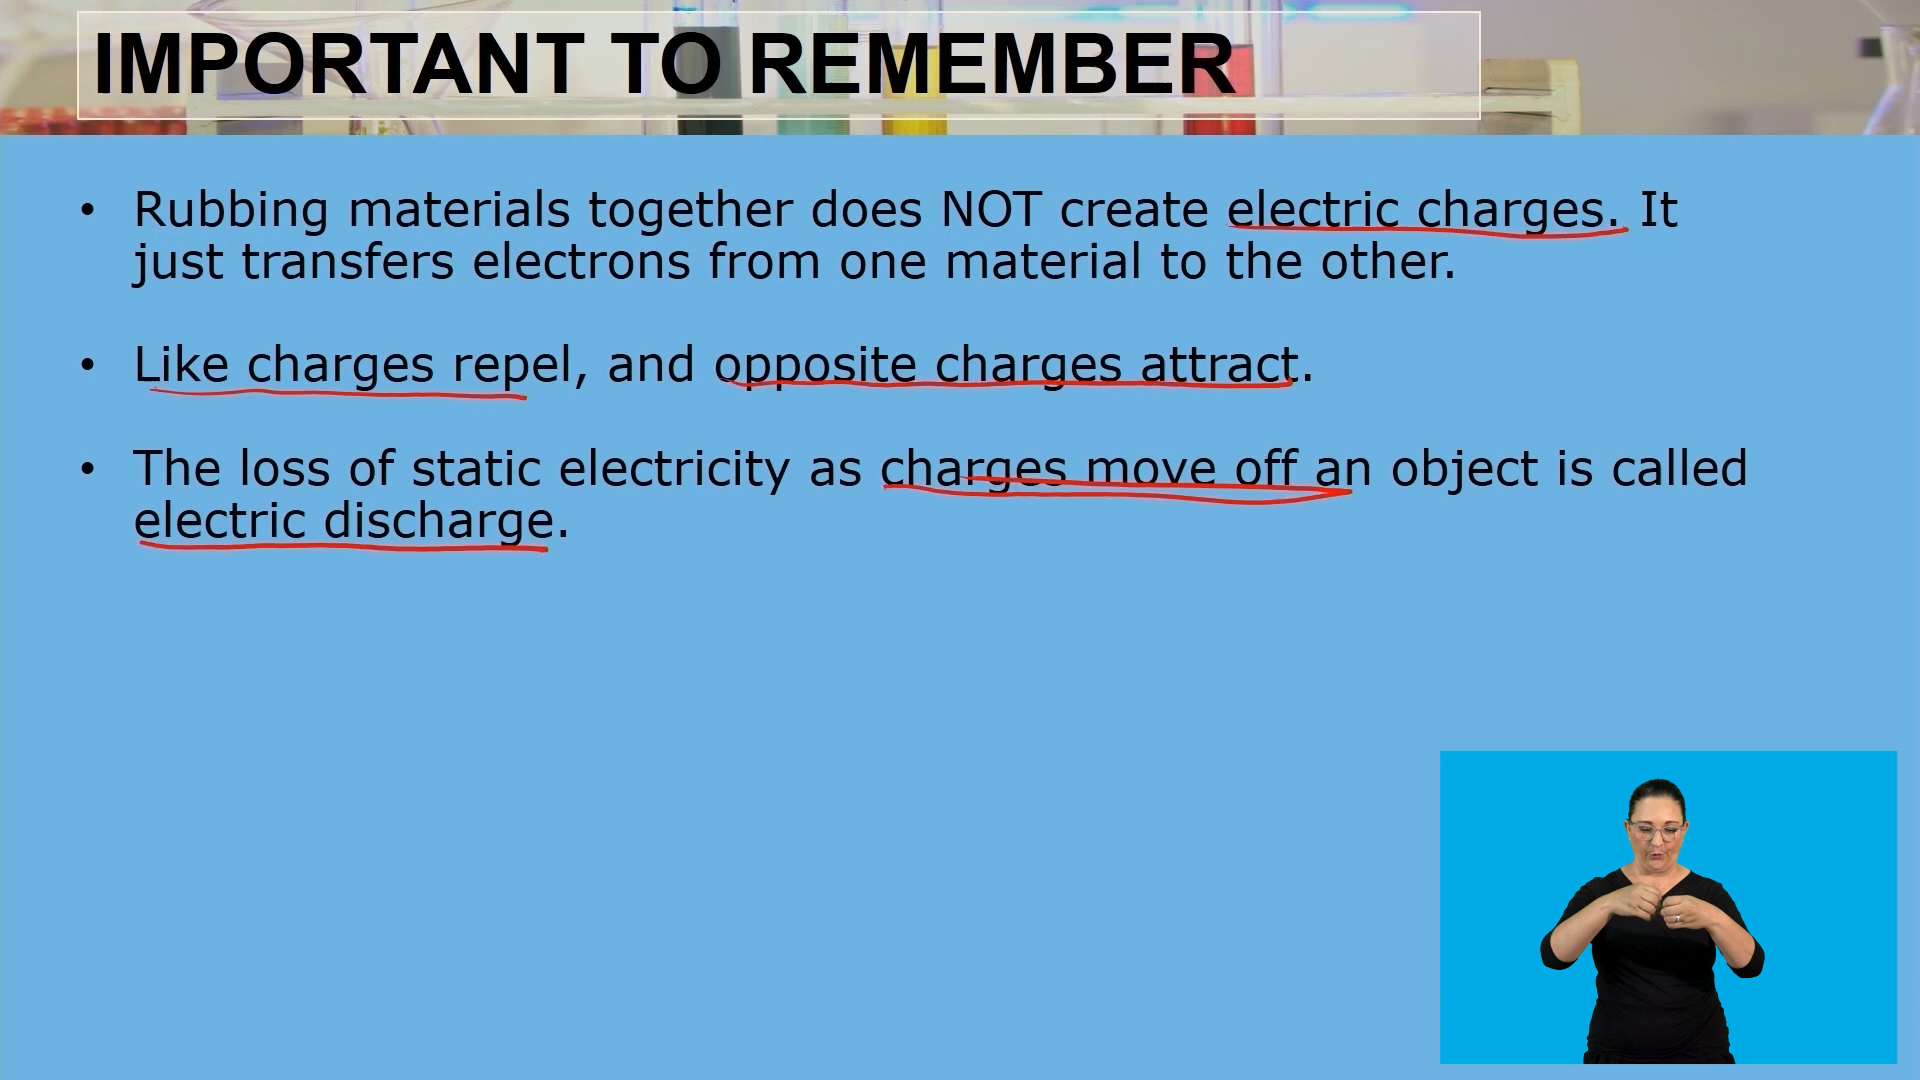 IMPORTANT TO REMEMBER
• Rubbing materials together does NOT create electric charges. It
just transfers electrons from one material to the other.
• Like charges repel, and opposite charges attract.
• The loss of static electricity as charges move off an object is called
electric discharge.